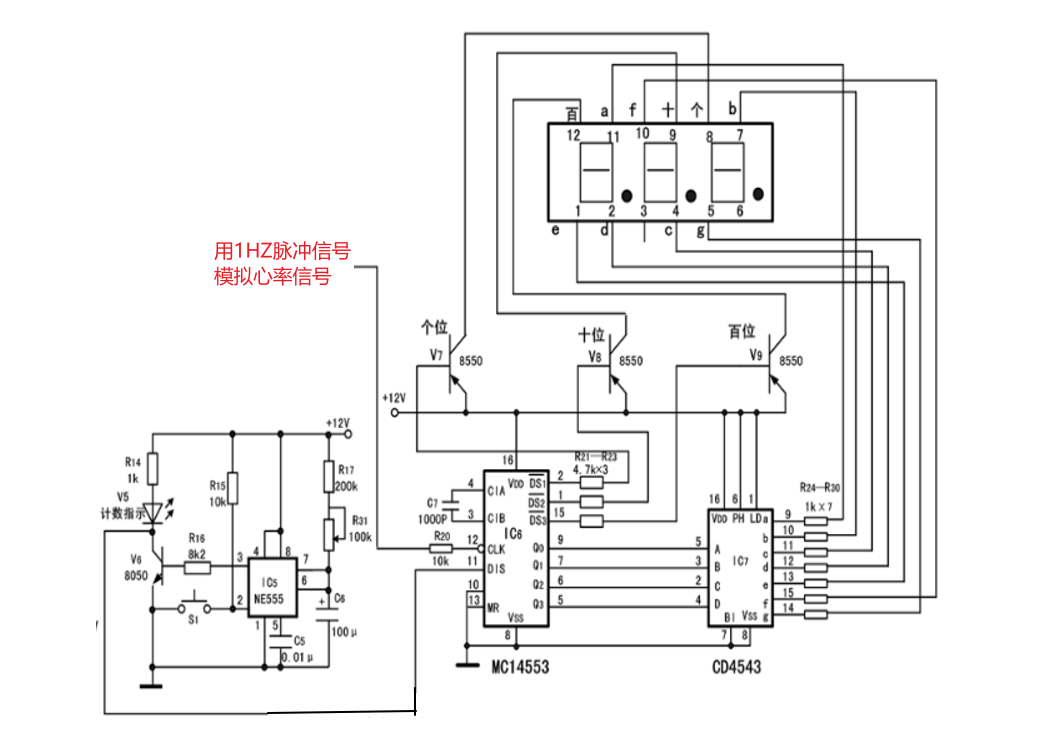 百 a f 十 个 b
12 11 10 9 8 7
1 2 3 4 5 6
e d c g
用1HZ脉冲信号
模拟心率信号
个位
V7 8550
十位
V8 8550
百位
V9 8550
+12V
+12V
R14
1k
V5
计数指示
V6
8050
R15
10k
R16
8k2
S1
R17
200k
R31
100k
4 8
3 7
IC5
NE555
2 6
1 5
C5
0.01μ
C6
+
100μ
C7
1000P
R20
10k
16
4 CIA VDD DS1 2
DS2 1
3 CIB DS3 15
IC6
12 CLK Q0 9
11 DIS Q1 7
10 Q2 6
13 MR Q3 5
VSS
8
MC14553
R21—R23
4.7k×3
R24—R30
1k×7
16 6 1
VDD PH LD a 9
b 10
5 A c 11
3 B IC7 d 12
2 C e 13
4 D f 15
BI VSS g 14
7 8
CD4543